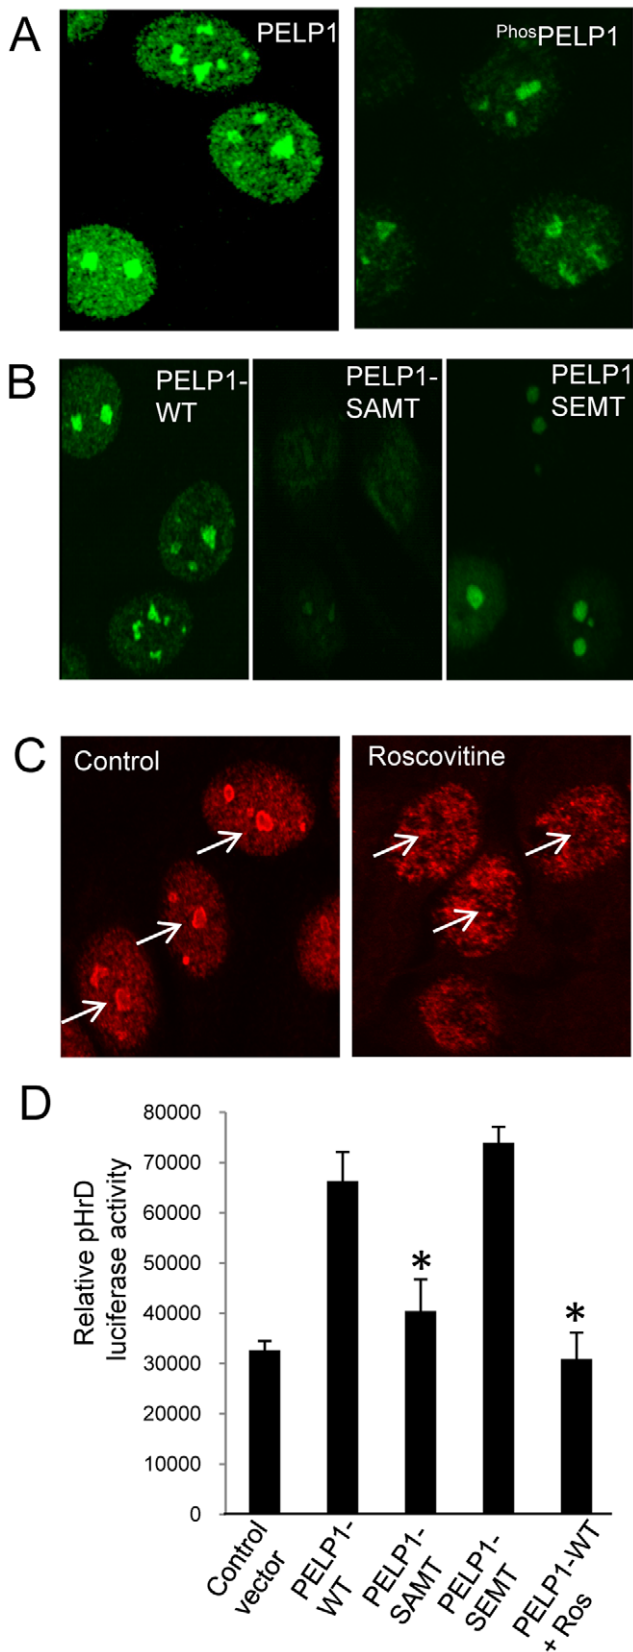 A
PELP1
PhosPELP1
B
PELP1-
WT
PELP1-
SAMT
PELP1
SEMT
C
Control
Roscovitine
D
Relative pHrD
luciferase activity
80000
70000
60000
50000
40000
30000
20000
10000
0
*
*
Control
vector
PELP1-
WT
PELP1-
SAMT
PELP1-
SEMT
PELP1-WT
+ Ros